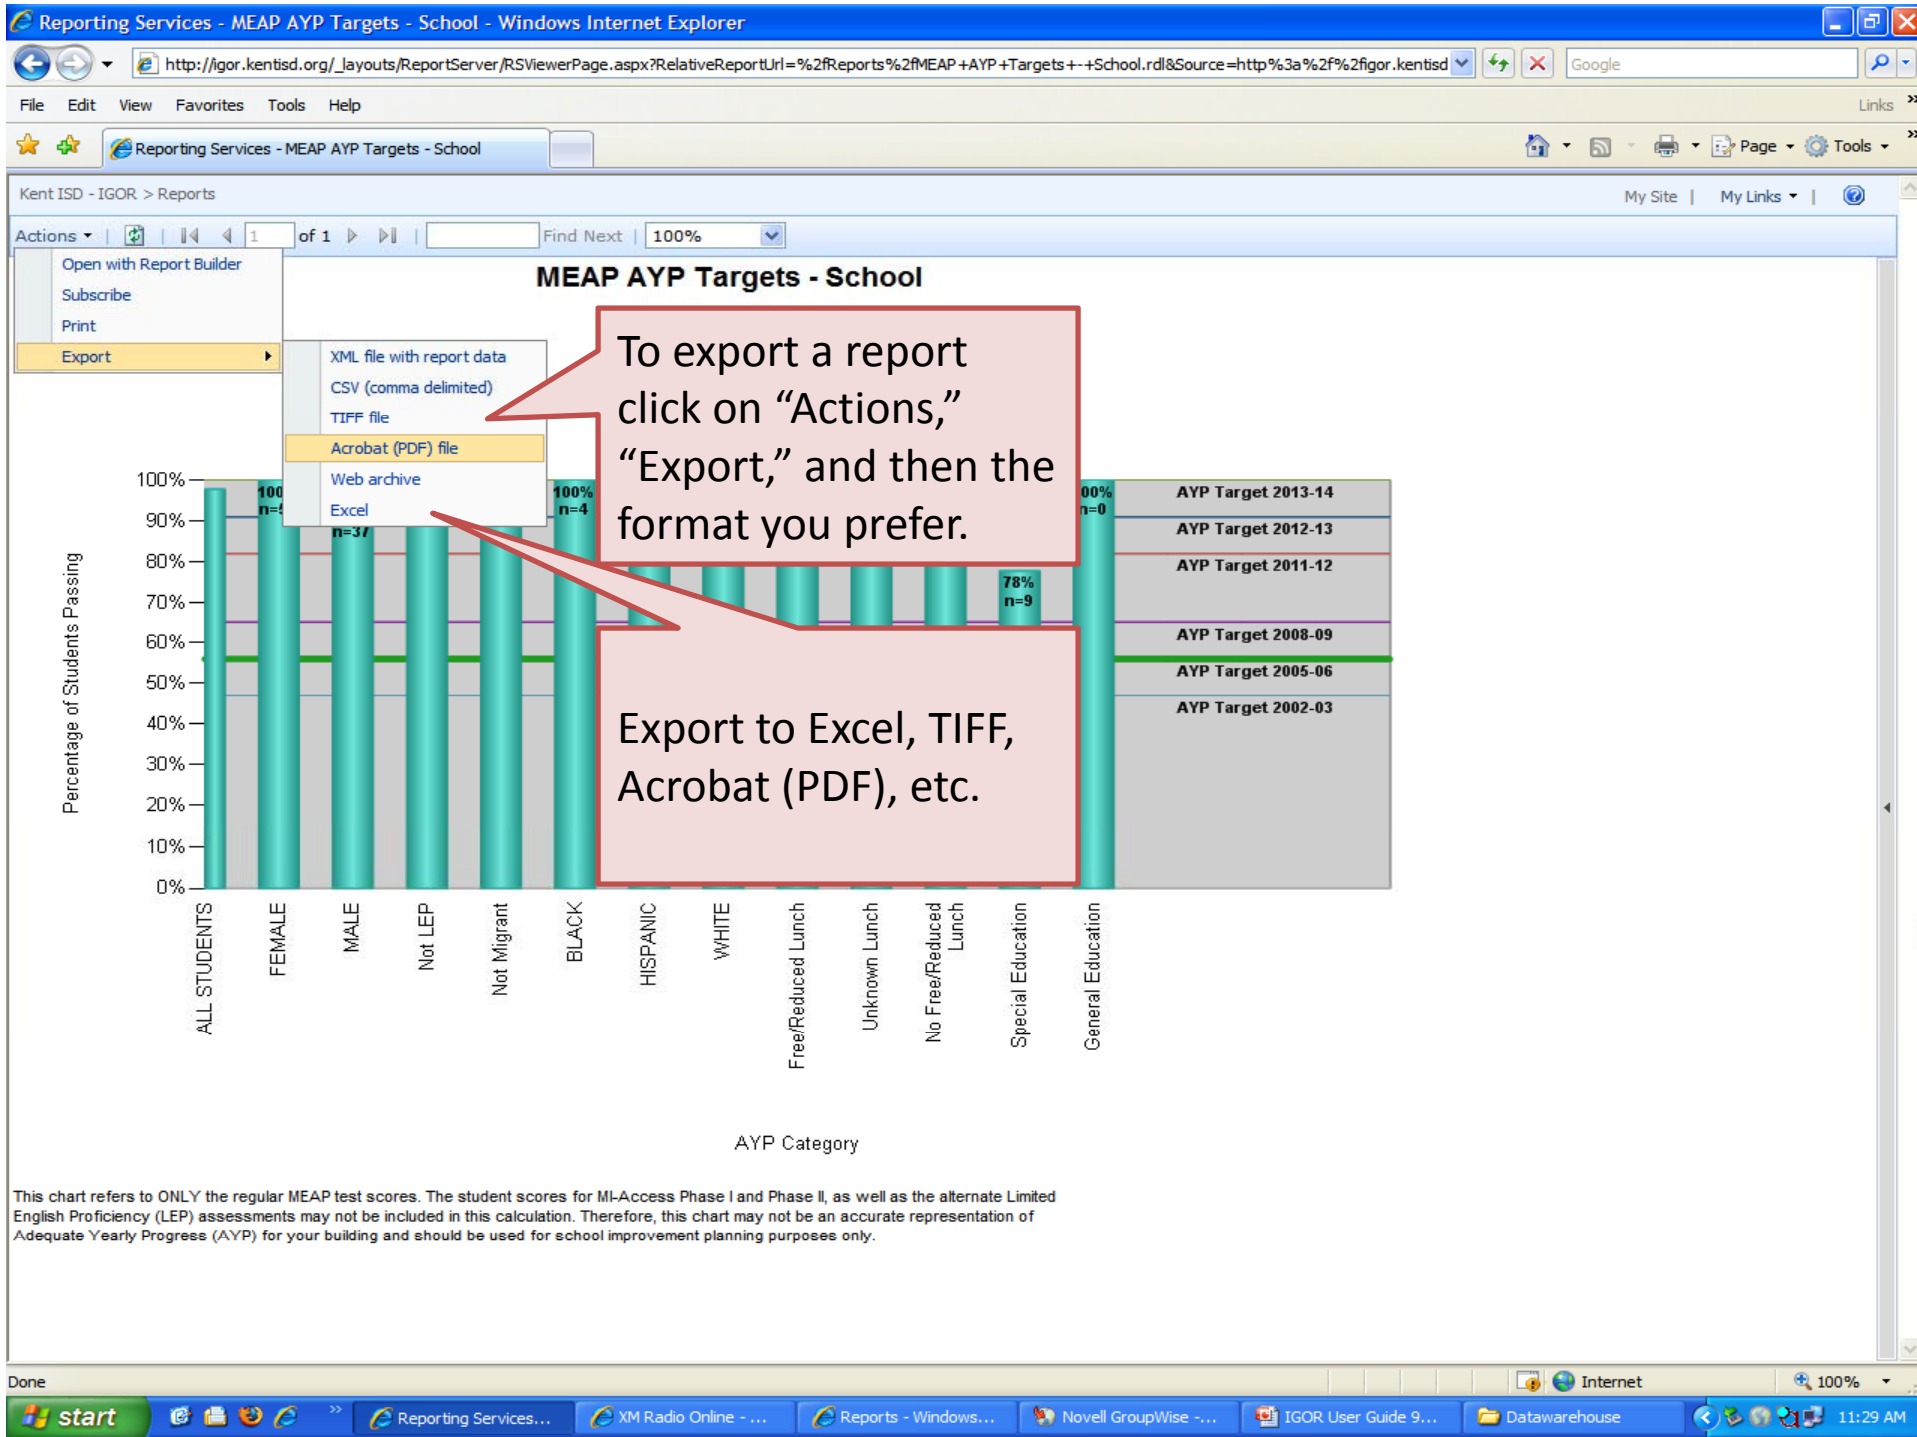 Reporting Services - MEAP AYP Targets - School - Windows Internet Explorer
http://igor.kentisd.org/_layouts/ReportServer/RSViewerPage.aspx?RelativeReportUrl=%2fReports%2fMEAP+AYP+Targets+-+School.rdl&Source=http%3a%2f%2figor.kentisd
Google
File Edit View Favorites Tools Help
Links »
Reporting Services - MEAP AYP Targets - School
Page Tools »
Kent ISD - IGOR > Reports
My Site | My Links |
Actions | 1 of 1 | Find Next | 100%
Open with Report Builder
Subscribe
Print
Export
XML file with report data
CSV (comma delimited)
TIFF file
Acrobat (PDF) file
Web archive
Excel
MEAP AYP Targets - School
To export a report
click on “Actions,”
“Export,” and then the
format you prefer.
Export to Excel, TIFF,
Acrobat (PDF), etc.
Percentage of Students Passing
100%
90%
80%
70%
60%
50%
40%
30%
20%
10%
0%
n=37
100%
n=4
78%
n=9
n=0
AYP Target 2013-14
AYP Target 2012-13
AYP Target 2011-12
AYP Target 2008-09
AYP Target 2005-06
AYP Target 2002-03
ALL STUDENTS
FEMALE
MALE
Not LEP
Not Migrant
BLACK
HISPANIC
WHITE
Free/Reduced Lunch
Unknown Lunch
No Free/Reduced
Lunch
Special Education
General Education
AYP Category
This chart refers to ONLY the regular MEAP test scores. The student scores for MI-Access Phase I and Phase II, as well as the alternate Limited
English Proficiency (LEP) assessments may not be included in this calculation. Therefore, this chart may not be an accurate representation of
Adequate Yearly Progress (AYP) for your building and should be used for school improvement planning purposes only.
Done
Internet
100%
start
»
Reporting Services...
XM Radio Online - ...
Reports - Windows...
Novell GroupWise -...
IGOR User Guide 9...
Datawarehouse
11:29 AM